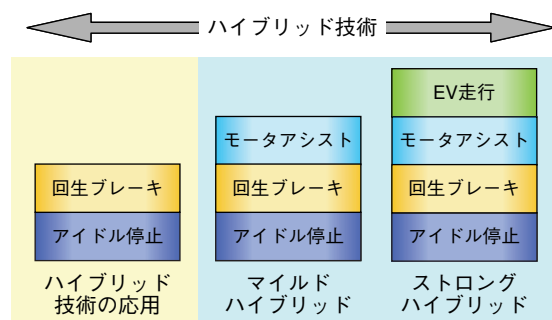 ハイブリッド技術
EV走行
モータアシスト
モータアシスト
回生ブレーキ
回生ブレーキ
回生ブレーキ
アイドル停止
アイドル停止
アイドル停止
ハイブリッド
技術の応用
マイルド
ハイブリッド
ストロング
ハイブリッド